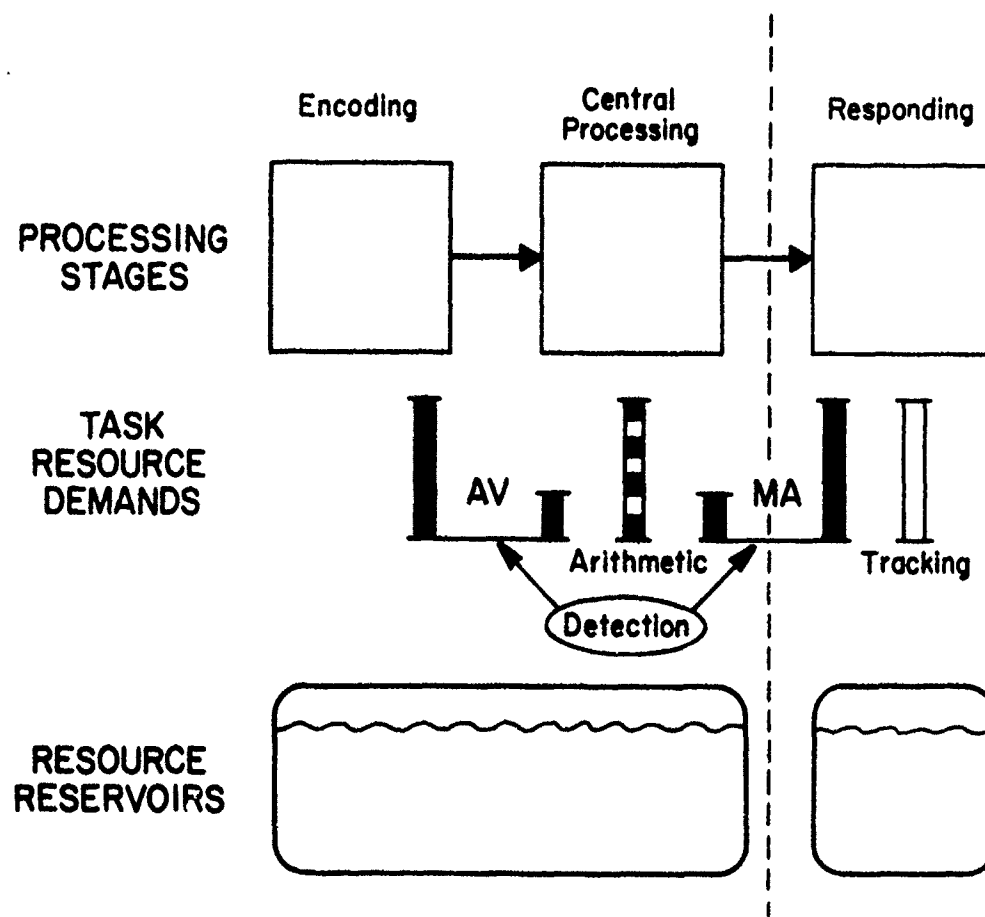 Encoding
Central
Processing
Responding
PROCESSING
STAGES
TASK
RESOURCE
DEMANDS
AV
MA
Arithmetic
Tracking
Detection
RESOURCE
RESERVOIRS